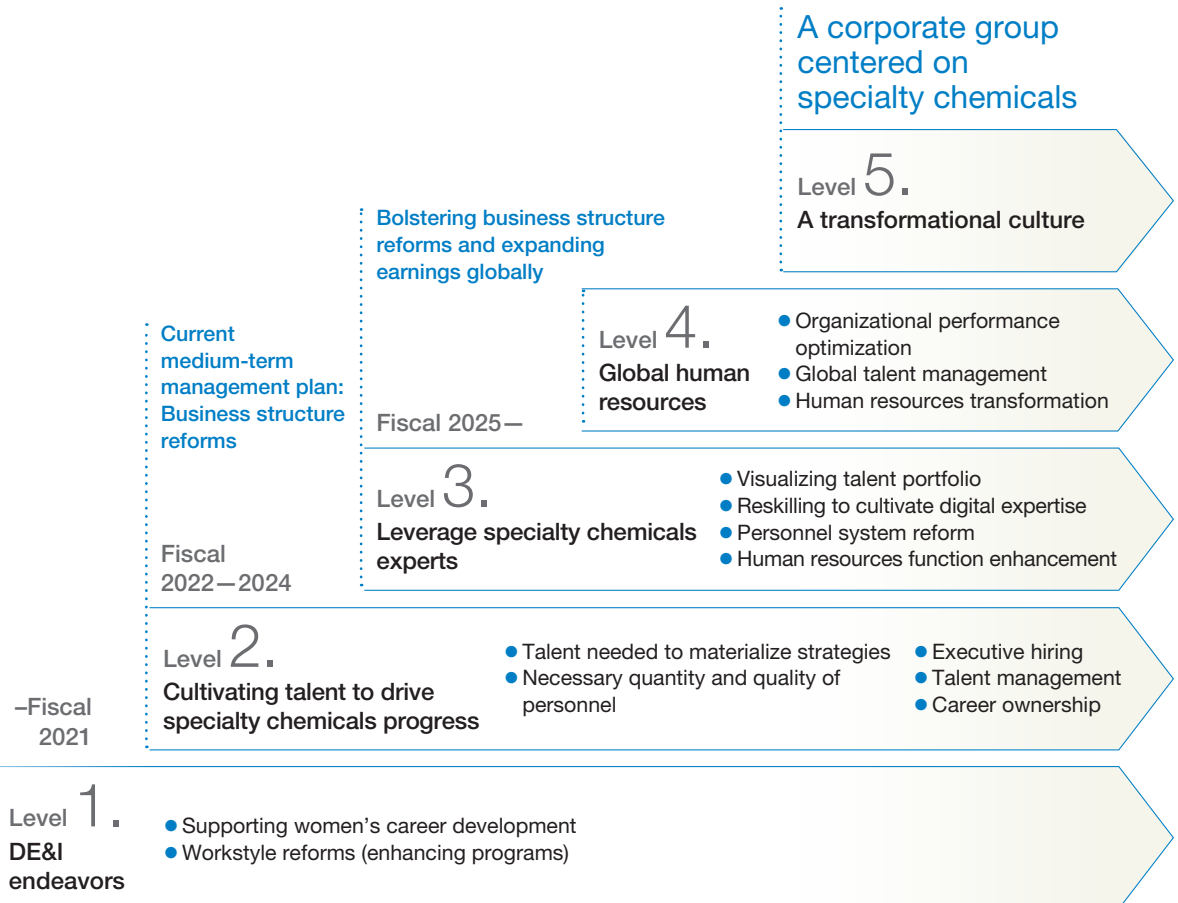 A corporate group
centered on
specialty chemicals
Level 5.
A transformational culture
Bolstering business structure
reforms and expanding
earnings globally
Level 4.
Global human
resources
● Organizational performance
optimization
● Global talent management
● Human resources transformation
Current
medium-term
management plan:
Business structure
reforms
Fiscal 2025—
Level 3.
Leverage specialty chemicals
experts
● Visualizing talent portfolio
● Reskilling to cultivate digital expertise
● Personnel system reform
● Human resources function enhancement
Fiscal
2022—2024
Level 2.
Cultivating talent to drive
specialty chemicals progress
● Talent needed to materialize strategies
● Necessary quantity and quality of
personnel
● Executive hiring
● Talent management
● Career ownership
–Fiscal
2021
Level 1.
DE&I
endeavors
● Supporting women’s career development
● Workstyle reforms (enhancing programs)